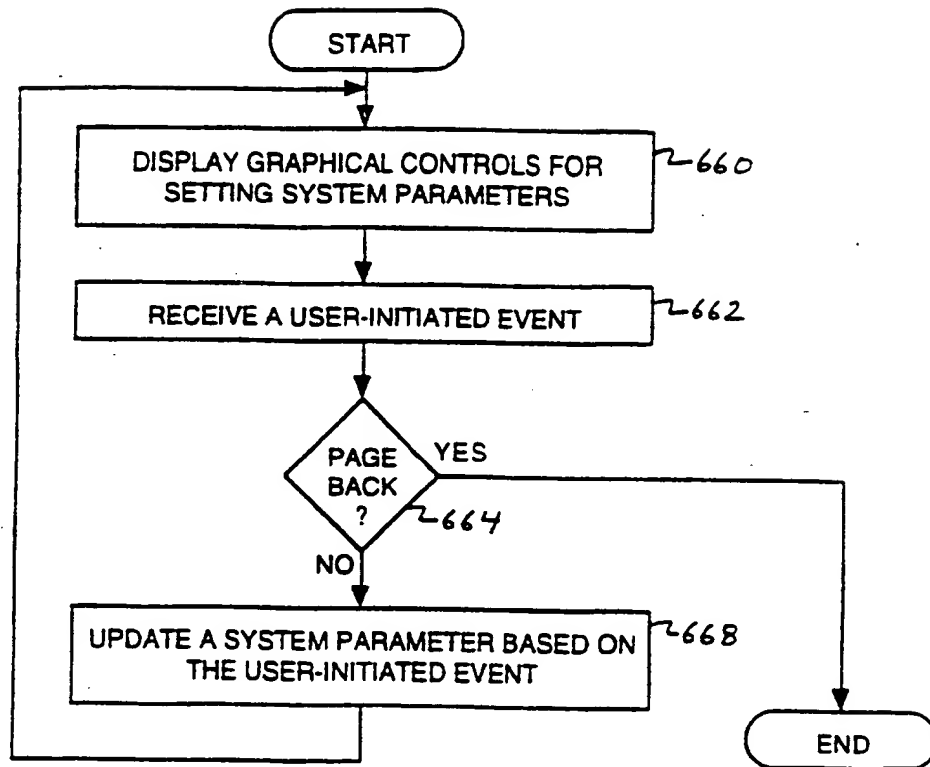 START
DISPLAY GRAPHICAL CONTROLS FOR
SETTING SYSTEM PARAMETERS
660
RECEIVE A USER-INITIATED EVENT
662
PAGE
BACK
?
YES
664
NO
UPDATE A SYSTEM PARAMETER BASED ON
THE USER-INITIATED EVENT
668
END